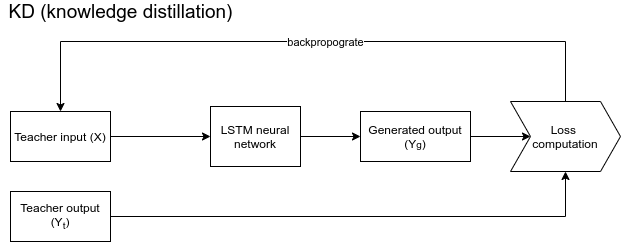 KD (knowledge distillation)
backpropograte
Teacher input (X)
LSTM neural
network
Generated output
(Yg)
Loss
computation
Teacher output
(Yt)